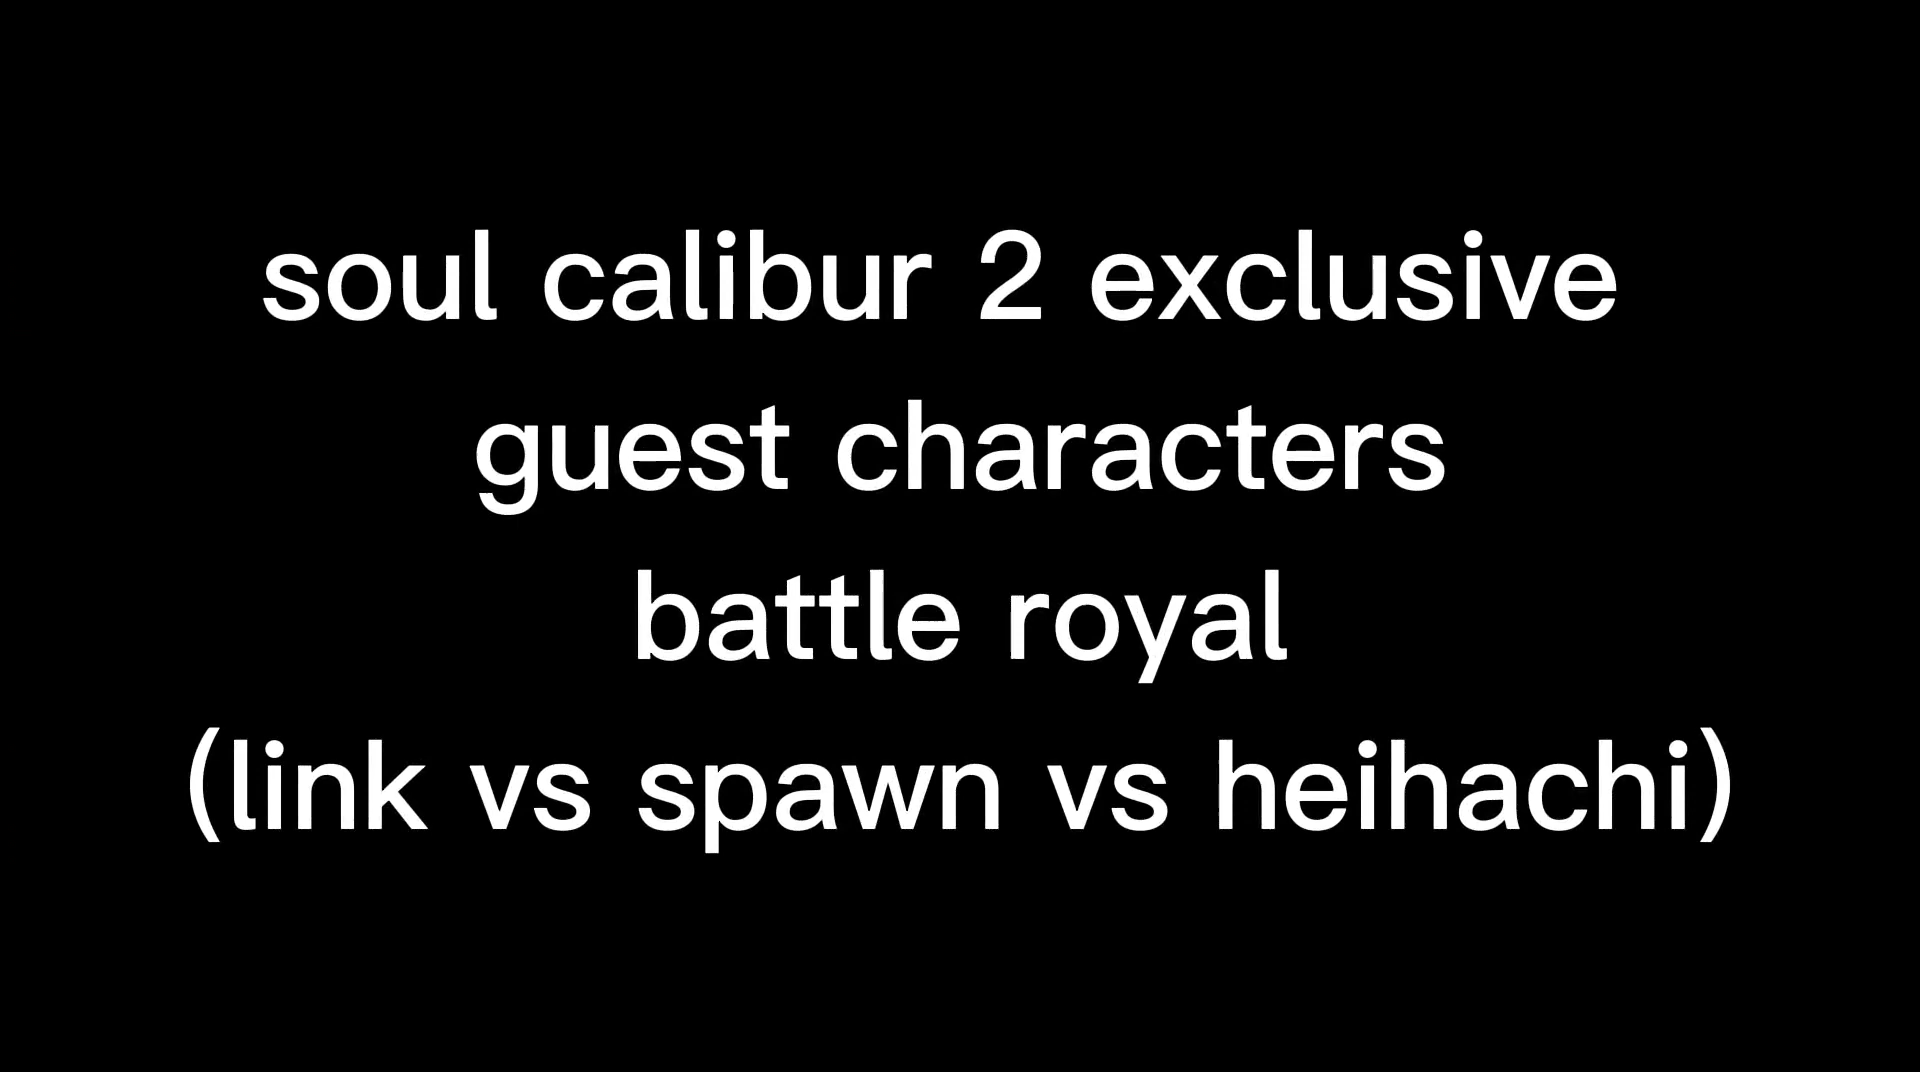 soul calibur 2 exclusive
guest characters
battle royal
(link vs spawn vs heihachi)